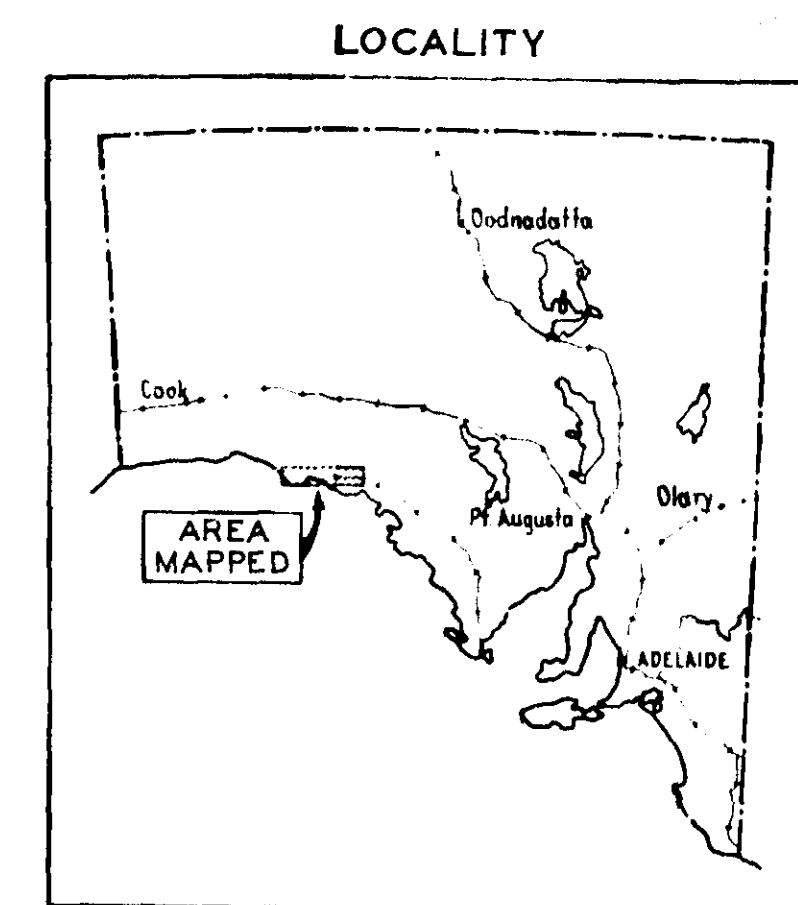 LOCALITY
Oodnadatta
Cook
Pt. Augusta
Olary
AREA
MAPPED
ADELAIDE